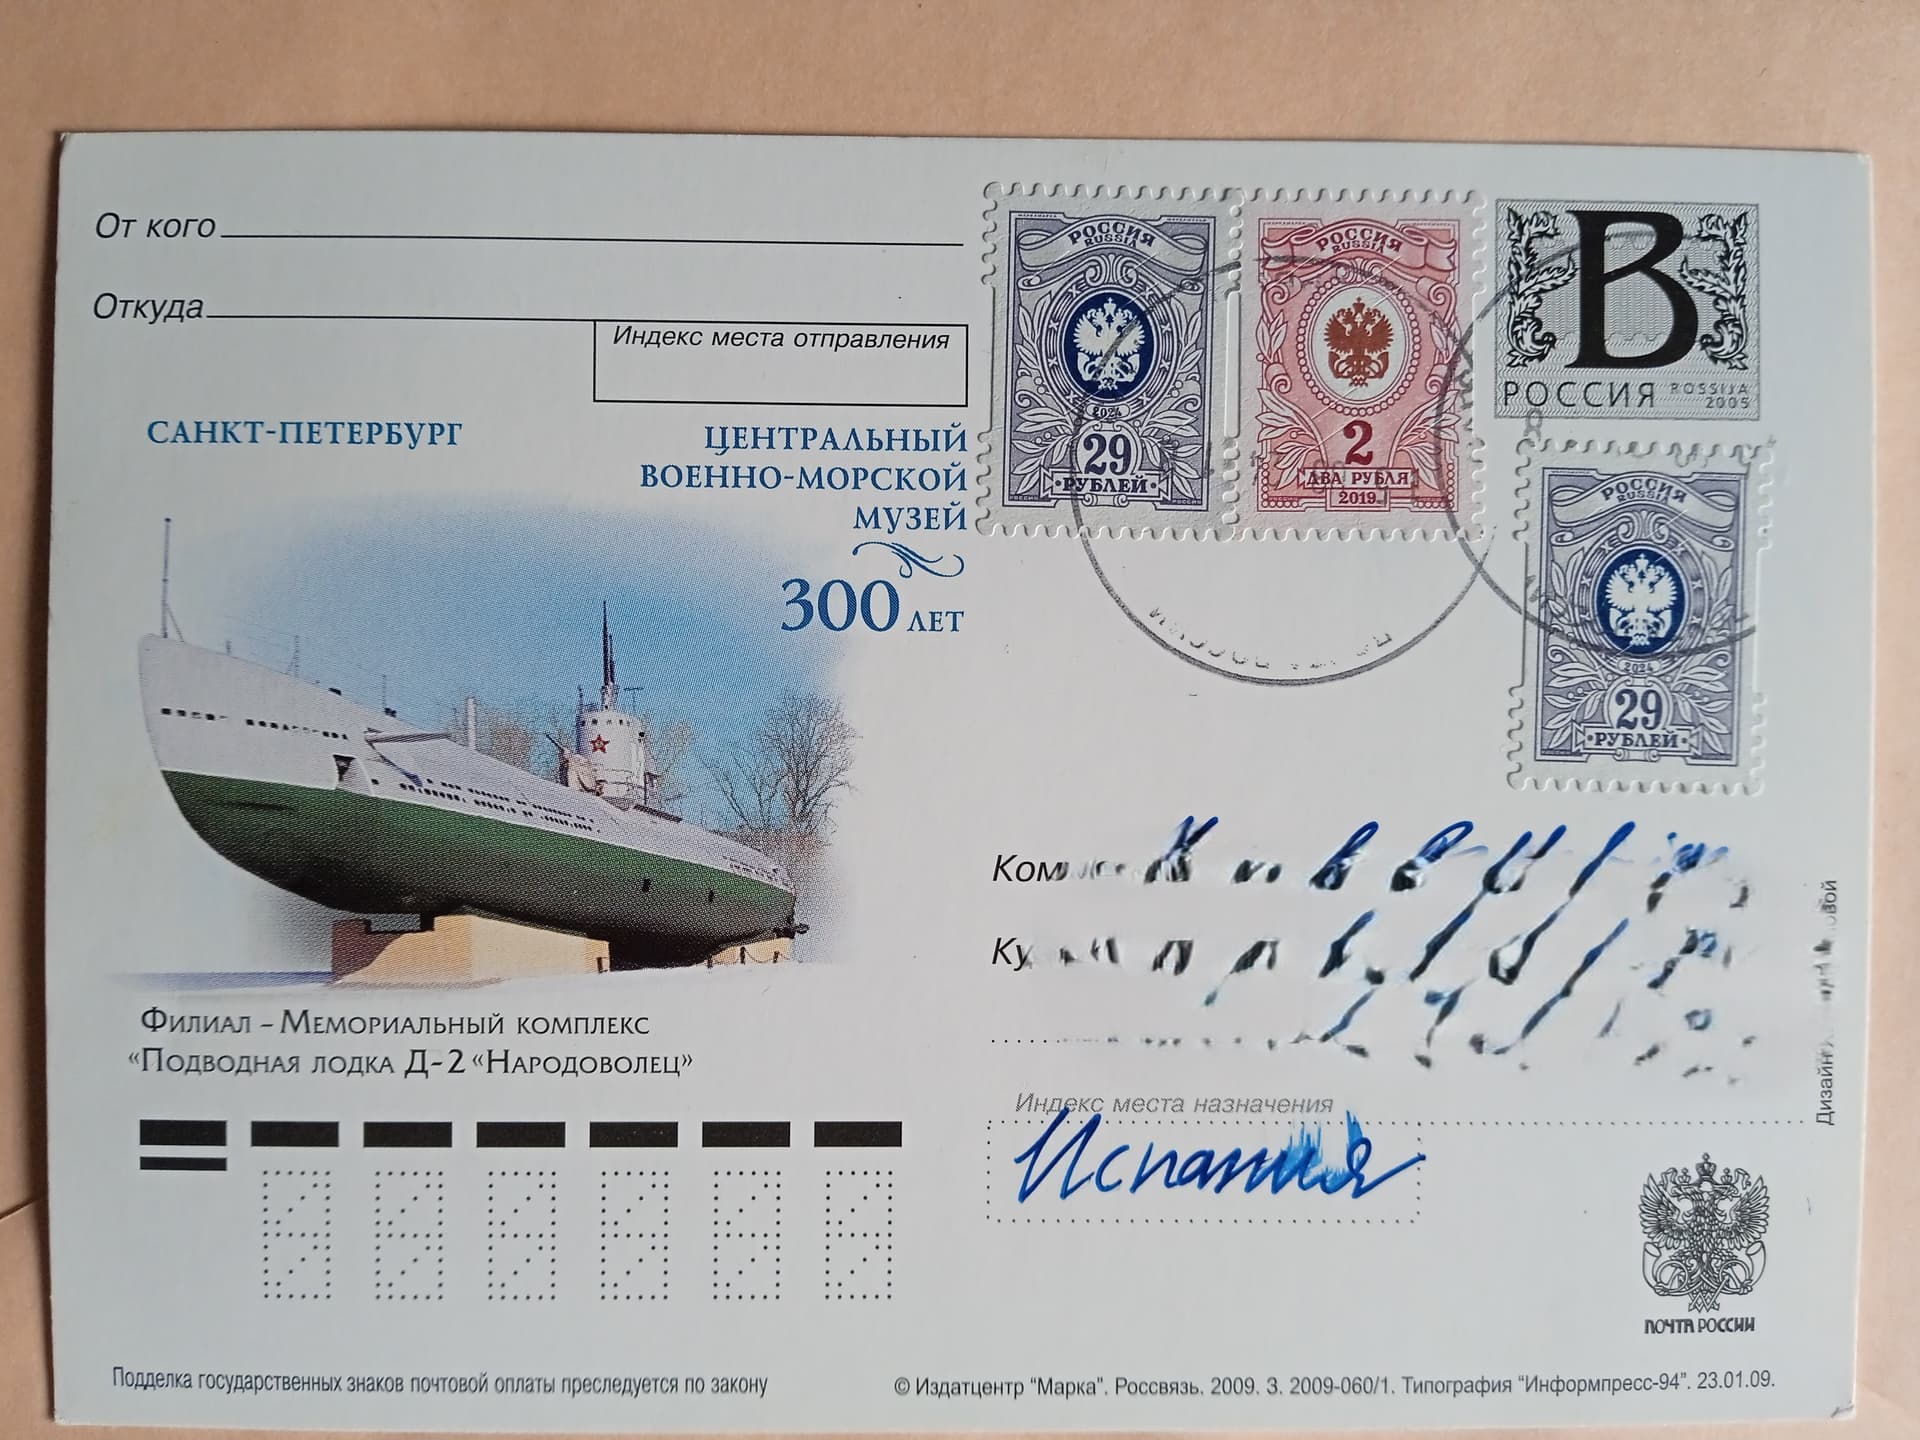 От кого
Откуда
Индекс места отправления
САНКТ-ПЕТЕРБУРГ
ЦЕНТРАЛЬНЫЙ
ВОЕННО-МОРСКОЙ
МУЗЕЙ
300 ЛЕТ
ФИЛИАЛ – МЕМОРИАЛЬНЫЙ КОМПЛЕКС
«ПОДВОДНАЯ ЛОДКА Д-2 «НАРОДОВОЛЕЦ»
РОССИЯ
RUSSIA
2024
29
РУБЛЕЙ
РОССИЯ
RUSSIA
2
ДВА РУБЛЯ
2019
В
РОССИЯ ROSSIJA
2005
РОССИЯ
RUSSIA
2024
29
РУБЛЕЙ
Индекс места назначения
Испания
ПОЧТА РОССИИ
Подделка государственных знаков почтовой оплаты преследуется по закону
© Издатцентр "Марка". Россвязь. 2009. З. 2009-060/1. Типография "Информпресс-94". 23.01.09.